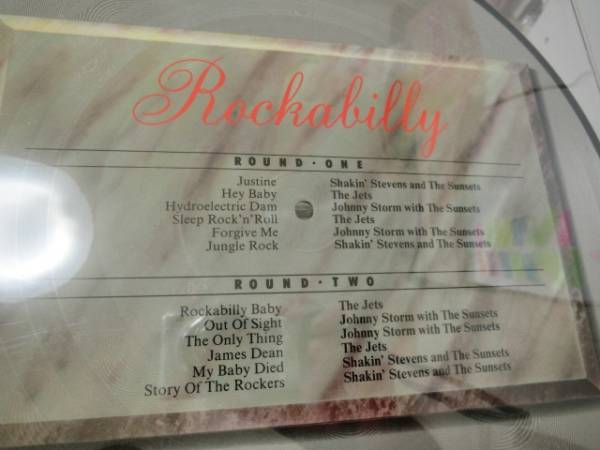 Rockabilly
ROUND · ONE
Justine Shakin' Stevens and The Sunsets
Hey Baby The Jets
Hydroelectric Dam Johnny Storm with The Sunsets
Sleep Rock'n'Roll The Jets
Forgive Me Johnny Storm with The Sunsets
Jungle Rock Shakin' Stevens and The Sunsets
ROUND · TWO
Rockabilly Baby The Jets
Out Of Sight Johnny Storm with The Sunsets
The Only Thing Johnny Storm with The Sunsets
James Dean The Jets
My Baby Died Shakin' Stevens and The Sunsets
Story Of The Rockers Shakin' Stevens and The Sunsets